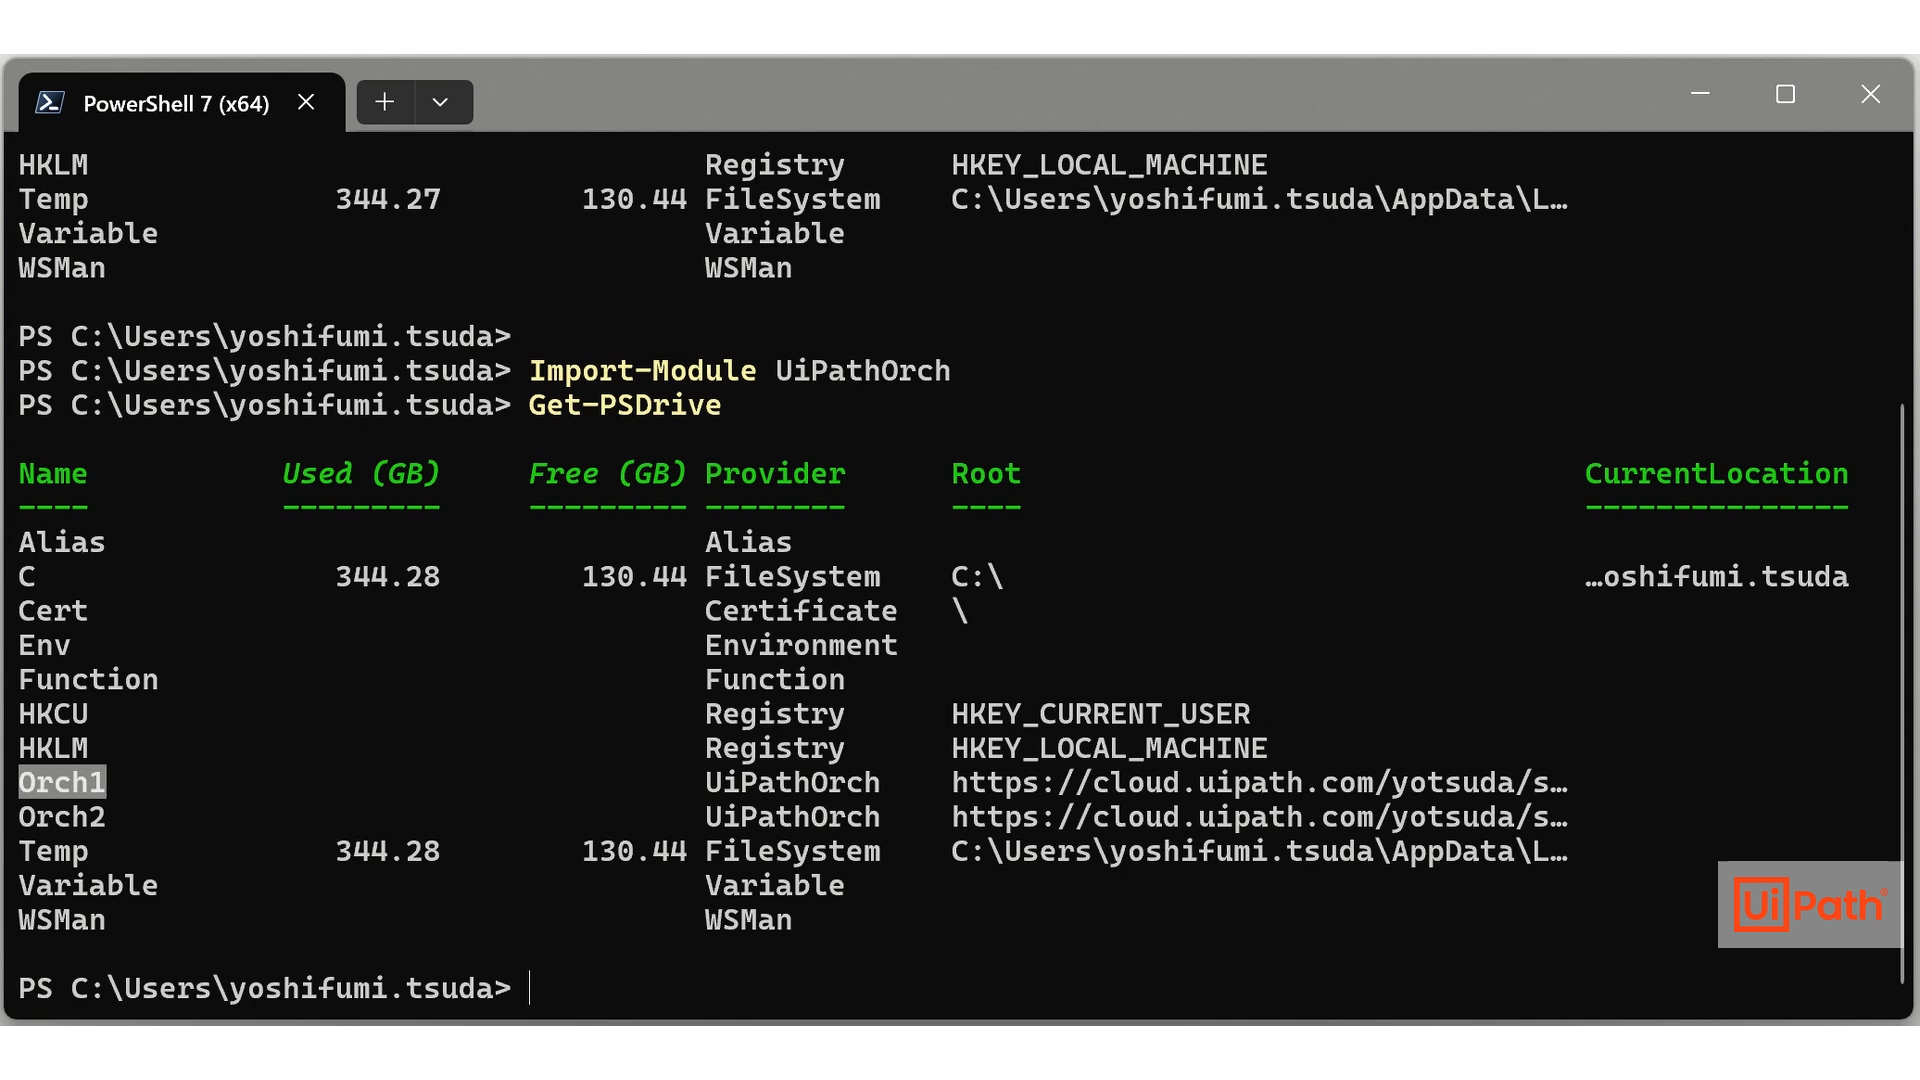 PowerShell 7 (x64)
HKLM Registry HKEY_LOCAL_MACHINE
Temp 344.27 130.44 FileSystem C:\Users\yoshifumi.tsuda\AppData\L…
Variable Variable
WSMan WSMan
PS C:\Users\yoshifumi.tsuda>
PS C:\Users\yoshifumi.tsuda> Import-Module UiPathOrch
PS C:\Users\yoshifumi.tsuda> Get-PSDrive
Name Used (GB) Free (GB) Provider Root CurrentLocation
---- --------- --------- -------- ---- ---------------
Alias Alias
C 344.28 130.44 FileSystem C:\ …oshifumi.tsuda
Cert Certificate \
Env Environment
Function Function
HKCU Registry HKEY_CURRENT_USER
HKLM Registry HKEY_LOCAL_MACHINE
Orch1 UiPathOrch https://cloud.uipath.com/yotsuda/s…
Orch2 UiPathOrch https://cloud.uipath.com/yotsuda/s…
Temp 344.28 130.44 FileSystem C:\Users\yoshifumi.tsuda\AppData\L…
Variable Variable
WSMan WSMan
UiPath®
PS C:\Users\yoshifumi.tsuda>